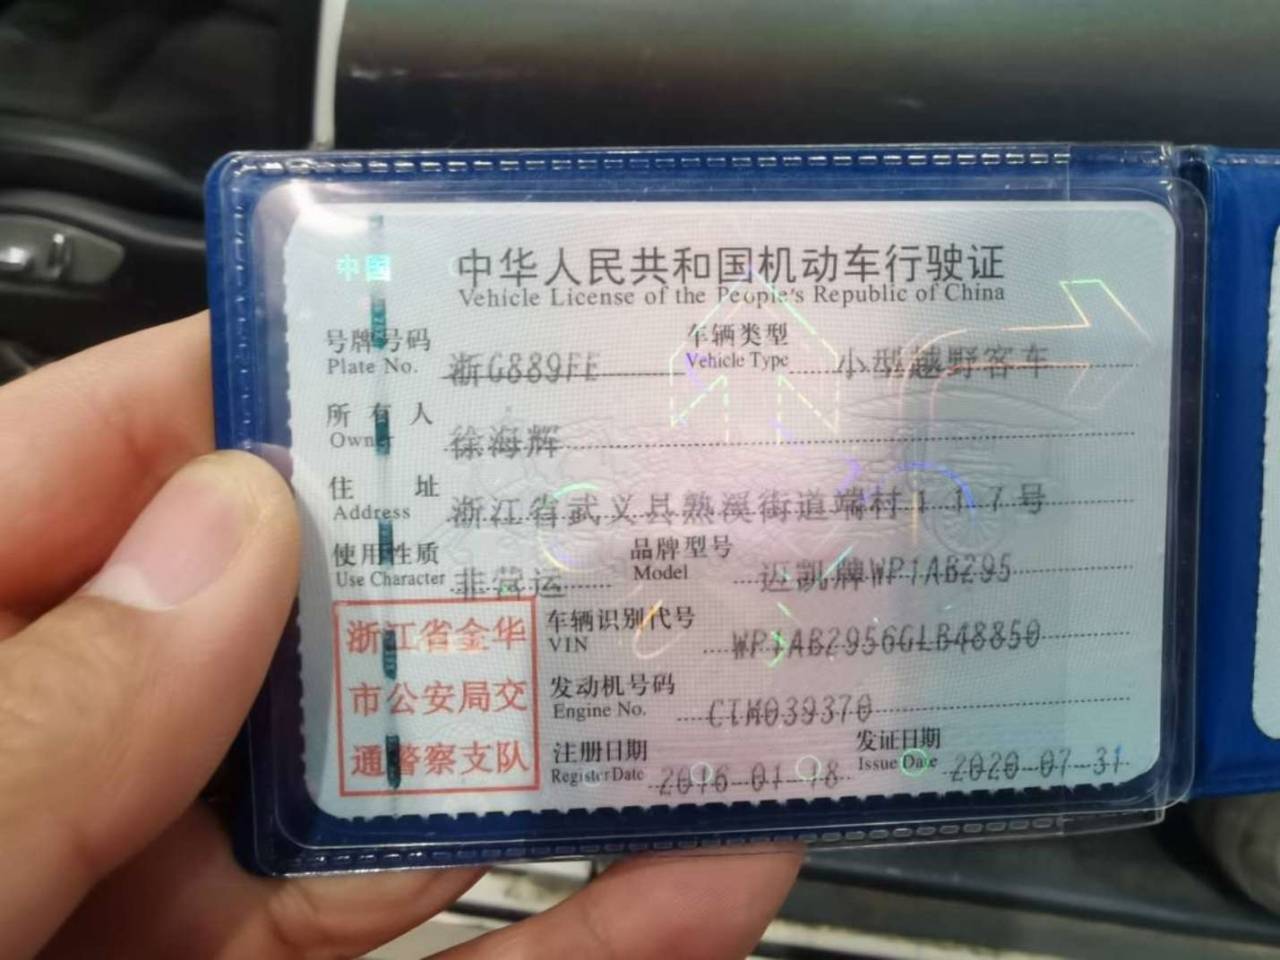 中国
中华人民共和国机动车行驶证
Vehicle License of the People's Republic of China
号牌号码 浙G889FE 车辆类型 小型越野客车
Plate No. Vehicle Type
所有人 徐海辉
Owner
住址 浙江省武义县熟溪街道端村117号
Address
使用性质 非营运 品牌型号 迈凯牌WP1AB295
Use Character Model
浙江省金华
市公安局交
通警察支队
车辆识别代号 WP1AB2956GLB48850
VIN
发动机号码 CTM039370
Engine No.
注册日期 2016-01-18 发证日期 2020-07-31
Register Date Issue Date